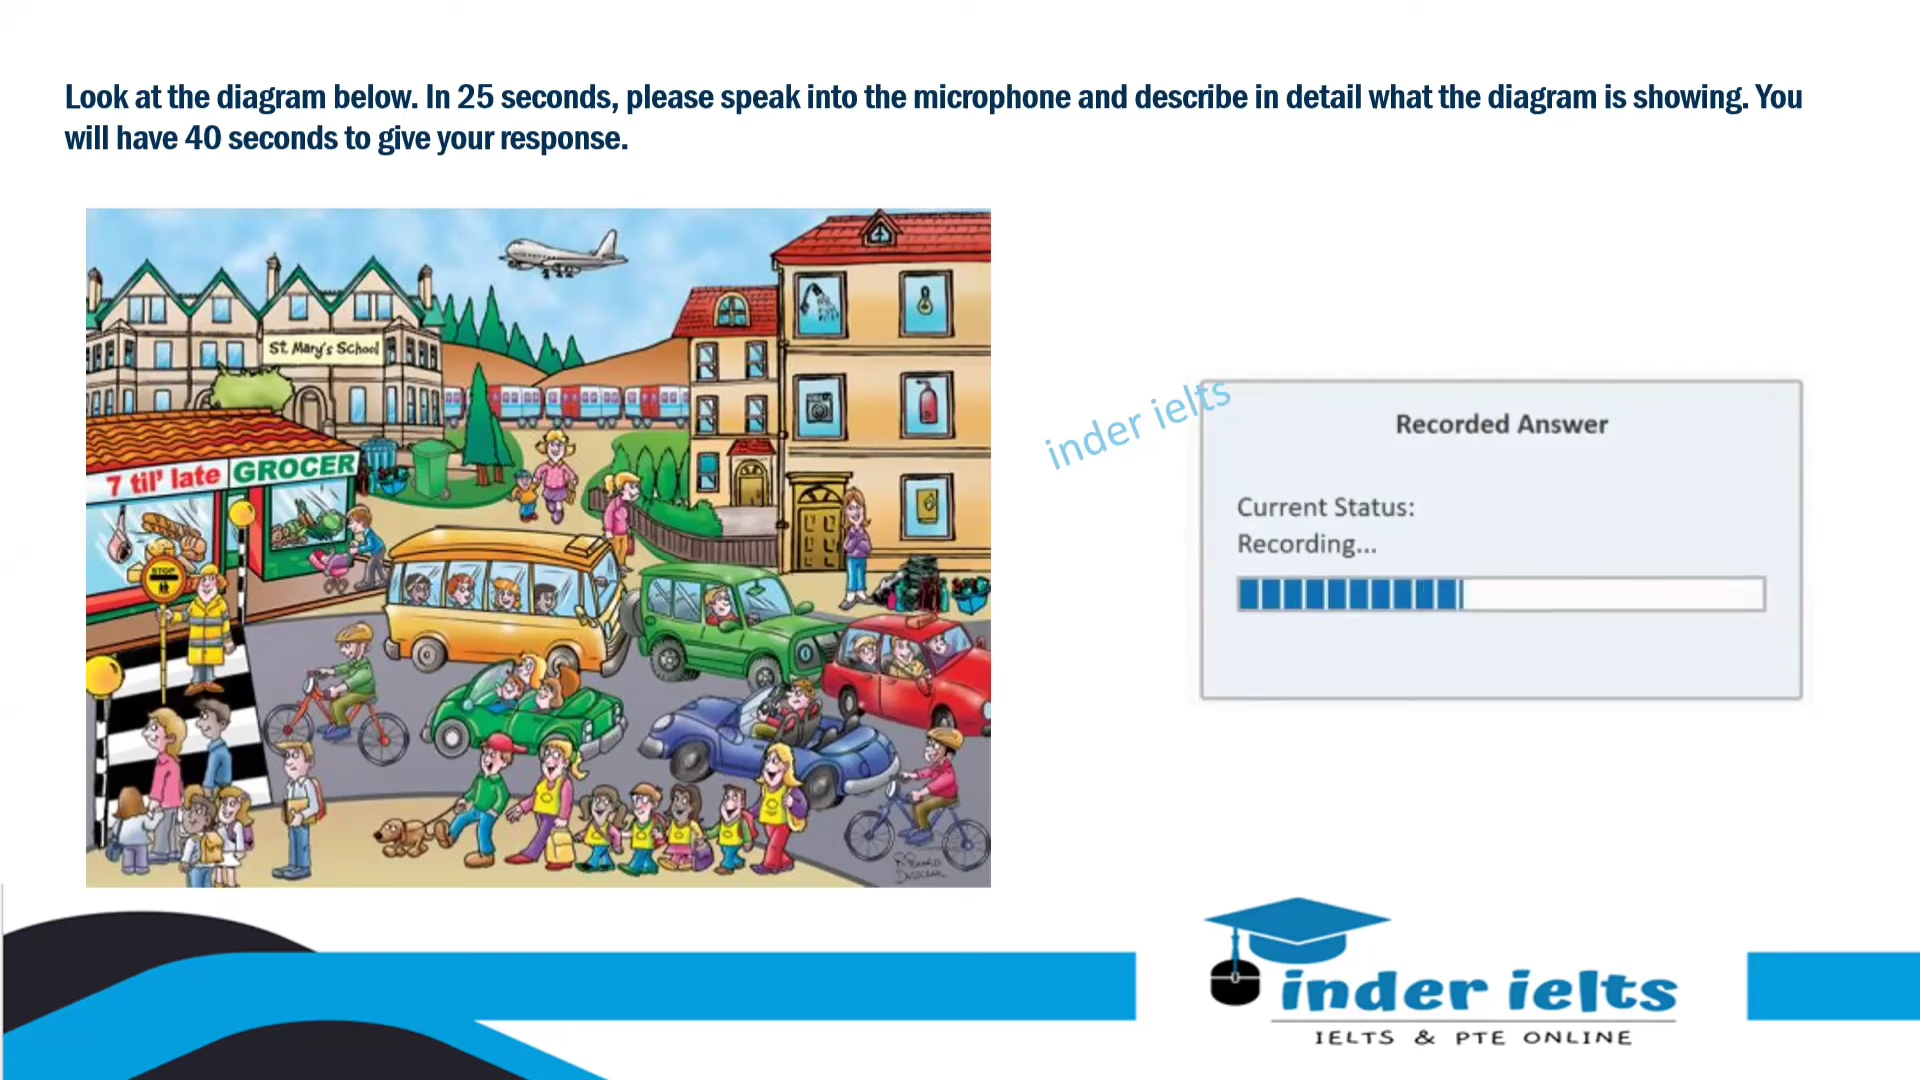 Look at the diagram below. In 25 seconds, please speak into the microphone and describe in detail what the diagram is showing. You
will have 40 seconds to give your response.
St. Mary's School
7 til' late GROCER
STOP
inder ielts
Recorded Answer
Current Status:
Recording...
inder ielts
IELTS & PTE ONLINE